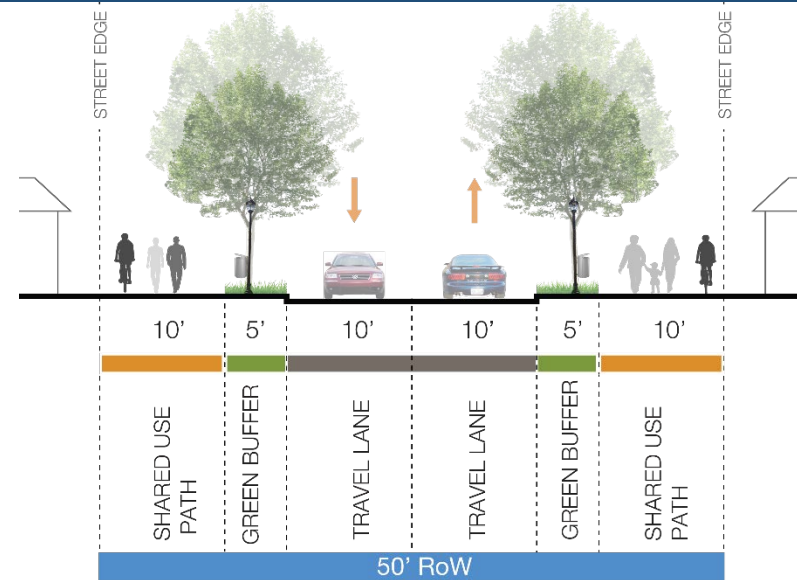 STREET EDGE
STREET EDGE
10' 5' 10' 10' 5' 10'
SHARED USE
PATH
GREEN BUFFER
TRAVEL LANE
TRAVEL LANE
GREEN BUFFER
SHARED USE
PATH
50' RoW